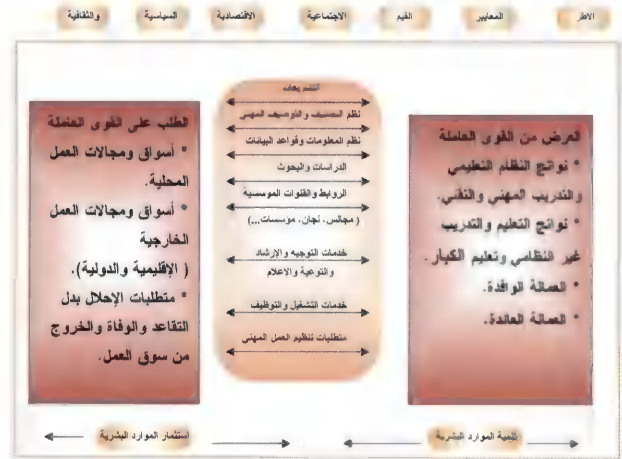 الأطر المعايير القيم الاجتماعية الاقتصادية السياسية والثقافية
العرض من القوى العاملة
• نواتج النظام التعليمي
والتدريب المهني والتقني.
• نواتج التعليم والتدريب
غير النظامي وتعليم الكبار.
• العمالة الوافدة.
• العمالة العائدة.
التشريعات
نظم التصنيف والتوصيف المهني
نظم المعلومات وقواعد البيانات
الدراسات والبحوث
الروابط والقنوات المؤسسية
( مجالس، لجان، مؤسسات...)
خدمات التوجيه والإرشاد
والتوعية والإعلام
خدمات التشغيل والتوظيف
متطلبات تنظيم العمل المهني
الطلب على القوى العاملة
• أسواق ومجالات العمل
المحلية.
• أسواق ومجالات العمل
الخارجية
( الإقليمية والدولية).
• متطلبات الإحلال بدل
التقاعد والوفاة والخروج
من سوق العمل.
تنمية الموارد البشرية
استثمار الموارد البشرية